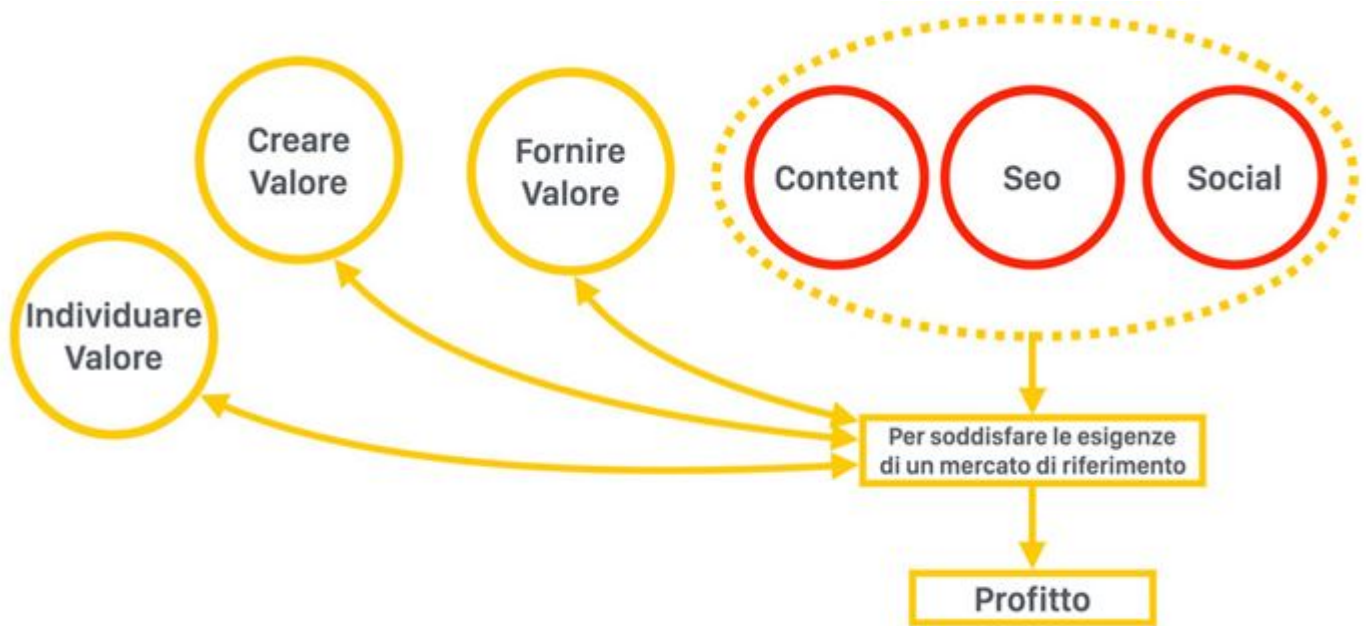 Creare
Valore
Fornire
Valore
Content
Seo
Social
Individuare
Valore
Per soddisfare le esigenze
di un mercato di riferimento
Profitto